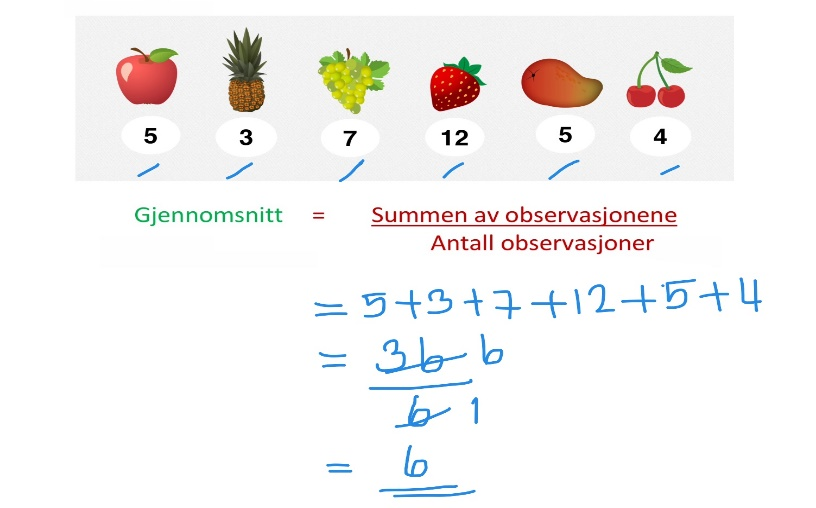 5 3 7 12 5 4
Gjennomsnitt = Summen av observasjonene
Antall observasjoner
= 5+3+7+12+5+4
= 36 6
6 1
= 6